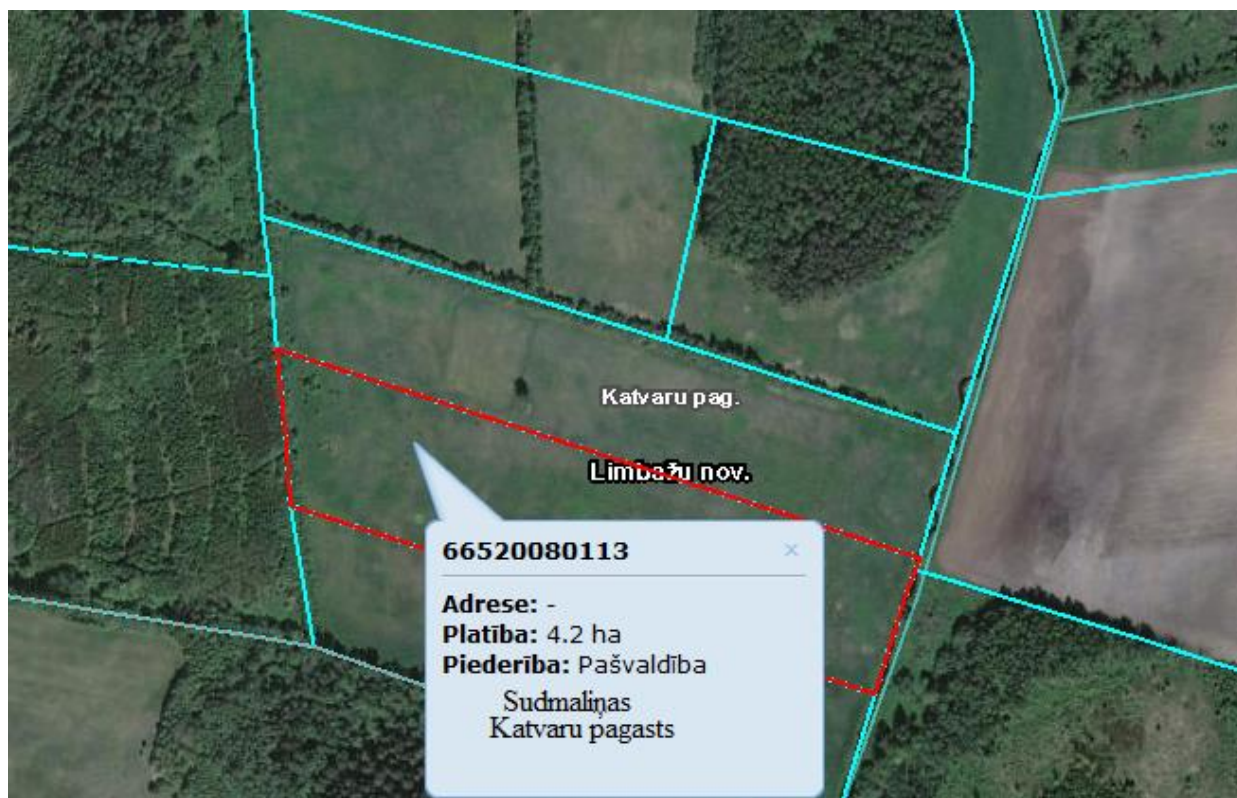 Katvaru pag.
Limbažu nov.
66520080113 ×
Adrese: -
Platība: 4.2 ha
Piederība: Pašvaldība
Sudmaliņas
Katvaru pagasts